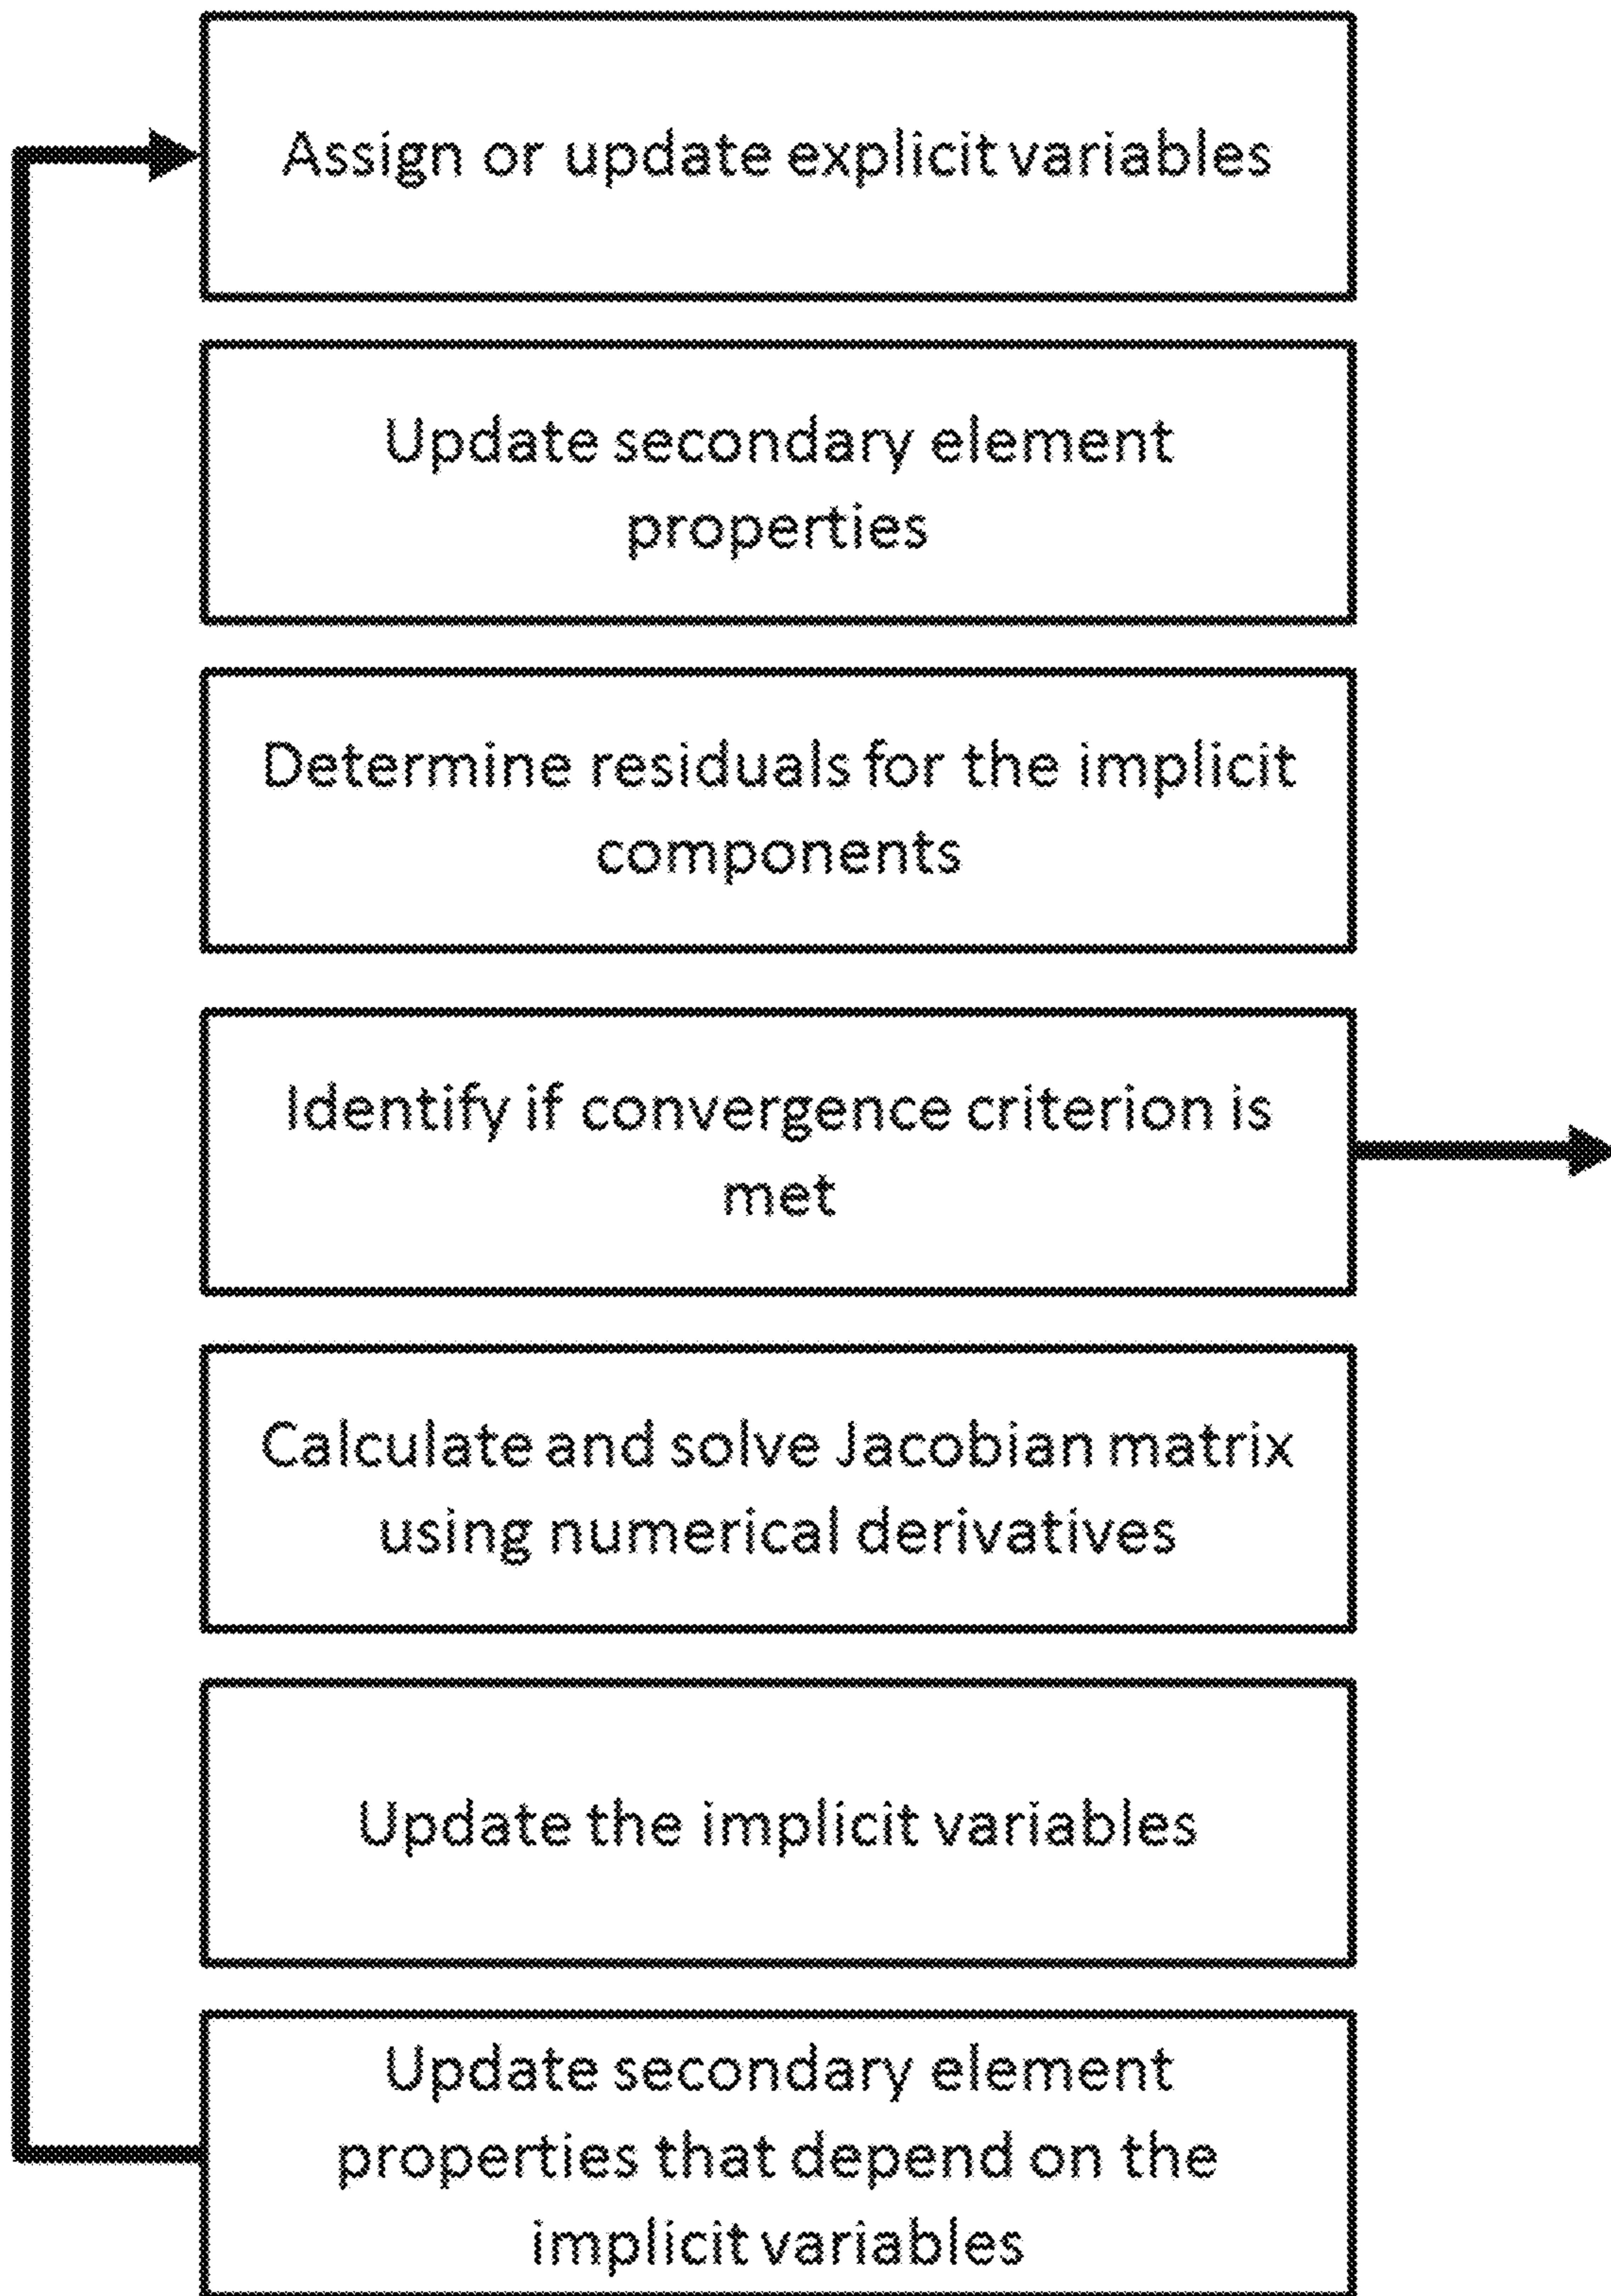 Assign or update explicit variables
Update secondary element
properties
Determine residuals for the implicit
components
Identify if convergence criterion is
met
Calculate and solve Jacobian matrix
using numerical derivatives
Update the implicit variables
Update secondary element
properties that depend on the
implicit variables